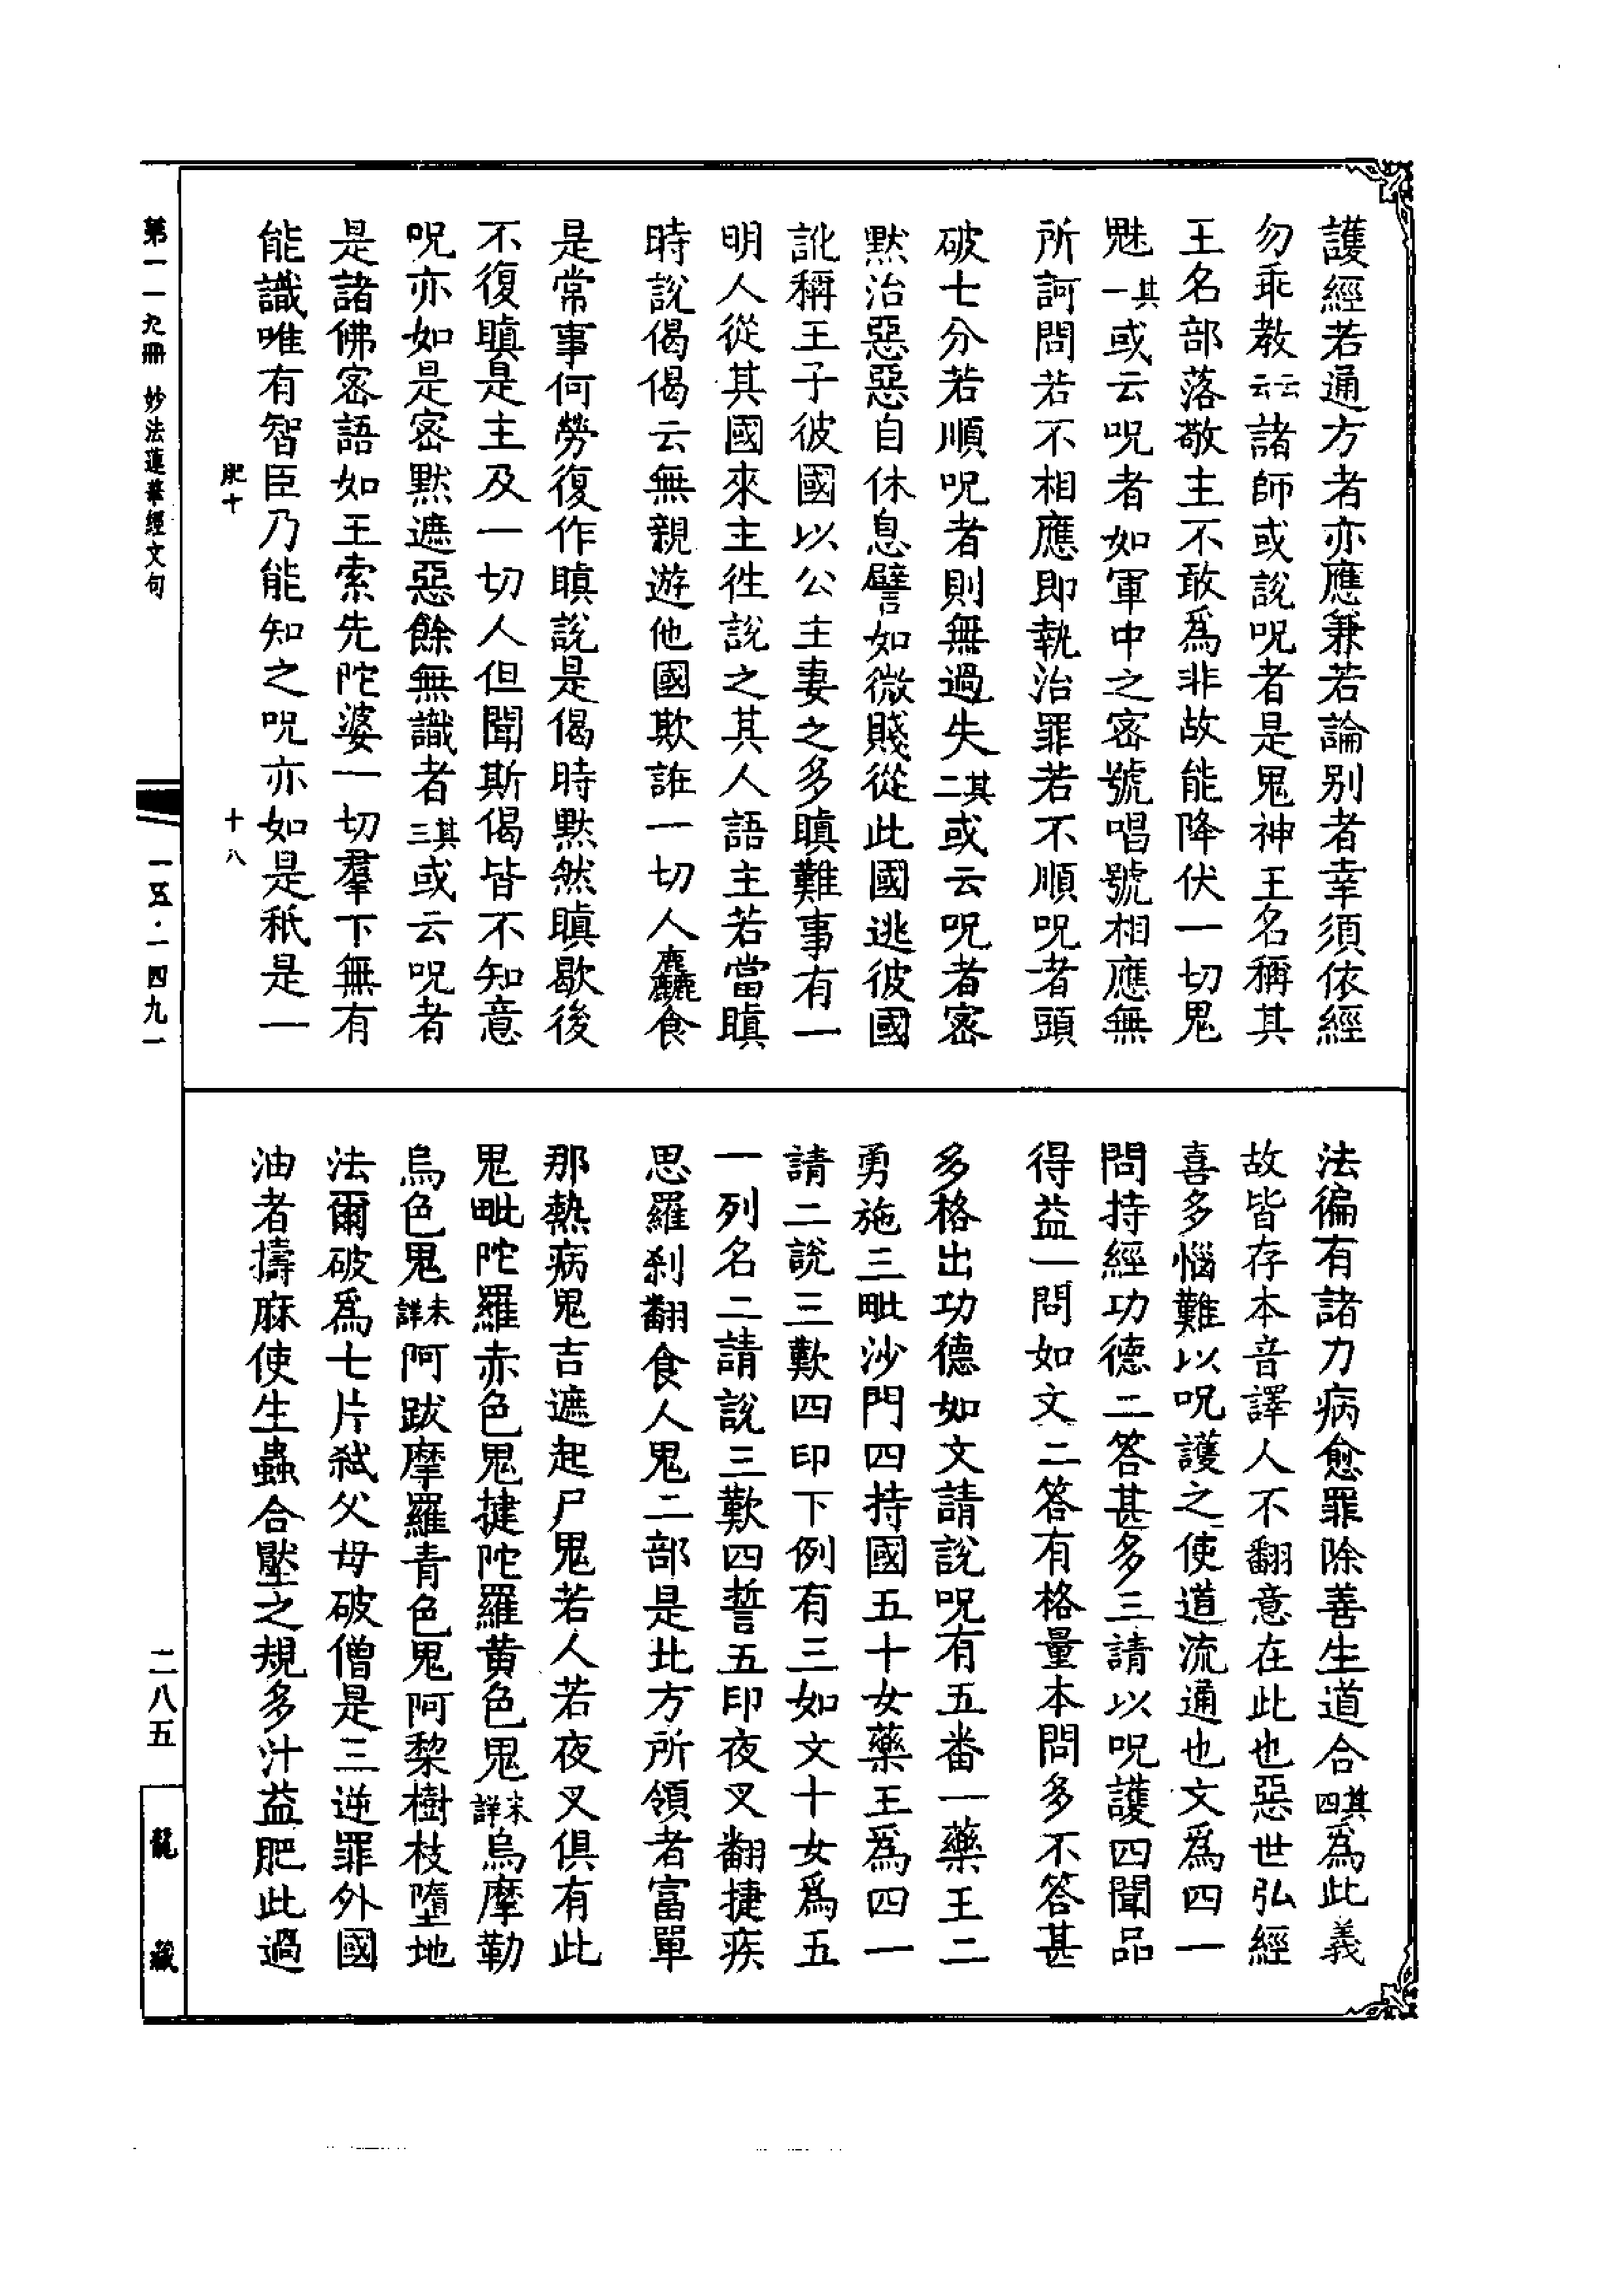 護經若通方者亦應兼若論別者幸須依經
勿乖教云云諸師或說呪者是鬼神王名稱其
王名部落敬主不敢為非故能降伏一切鬼
魅其一或云呪者如軍中之密號唱號相應無
所訶問若不相應即執治罪若不順呪者頭
破七分若順呪者則無過失其二或云呪者密
默治惡惡自休息譬如微賤從此國逃彼國
訛稱王子彼國以公主妻之多瞋難事有一
明人從其國來主往說之其人語主若當瞋
時說偈偈云無親遊他國欺誑一切人麤食
是常事何勞復作瞋說是偈時默然瞋歇後
不復瞋是主及一切人但聞斯偈皆不知意
呪亦如是密默遮惡餘無識者其三或云呪者
是諸佛密語如王索先陀婆一切羣下無有
能識唯有智臣乃能知之呪亦如是秖是一
肥十 十八
法徧有諸力病愈罪除善生道合其四為此義
故皆存本音譯人不翻意在此也惡世弘經
喜多惱難以呪護之使道流通也文為四一
問持經功德二答甚多三請以呪護四聞品
得益一問如文二答有格量本問多不答甚
多格出功德如文請說呪有五番一藥王二
勇施三毗沙門四持國五十女藥王為四一
請二說三歎四印下例有三如文十女為五
一列名二請說三歎四誓五印夜叉翻捷疾
思羅剎翻食人鬼二部是北方所領者富單
那熱病鬼吉遮起尸鬼若人若夜叉俱有此
鬼毗陀羅赤色鬼揵陀羅黃色鬼未詳烏摩勒
烏色鬼未詳阿跋摩羅青色鬼阿黎樹枝墮地
法爾破為七片弒父母破僧是三逆罪外國
油者擣麻使生蟲合壓之規多汁益肥此過
第一一九冊 妙法蓮華經文句
一五·一四九一
二八五
龍藏